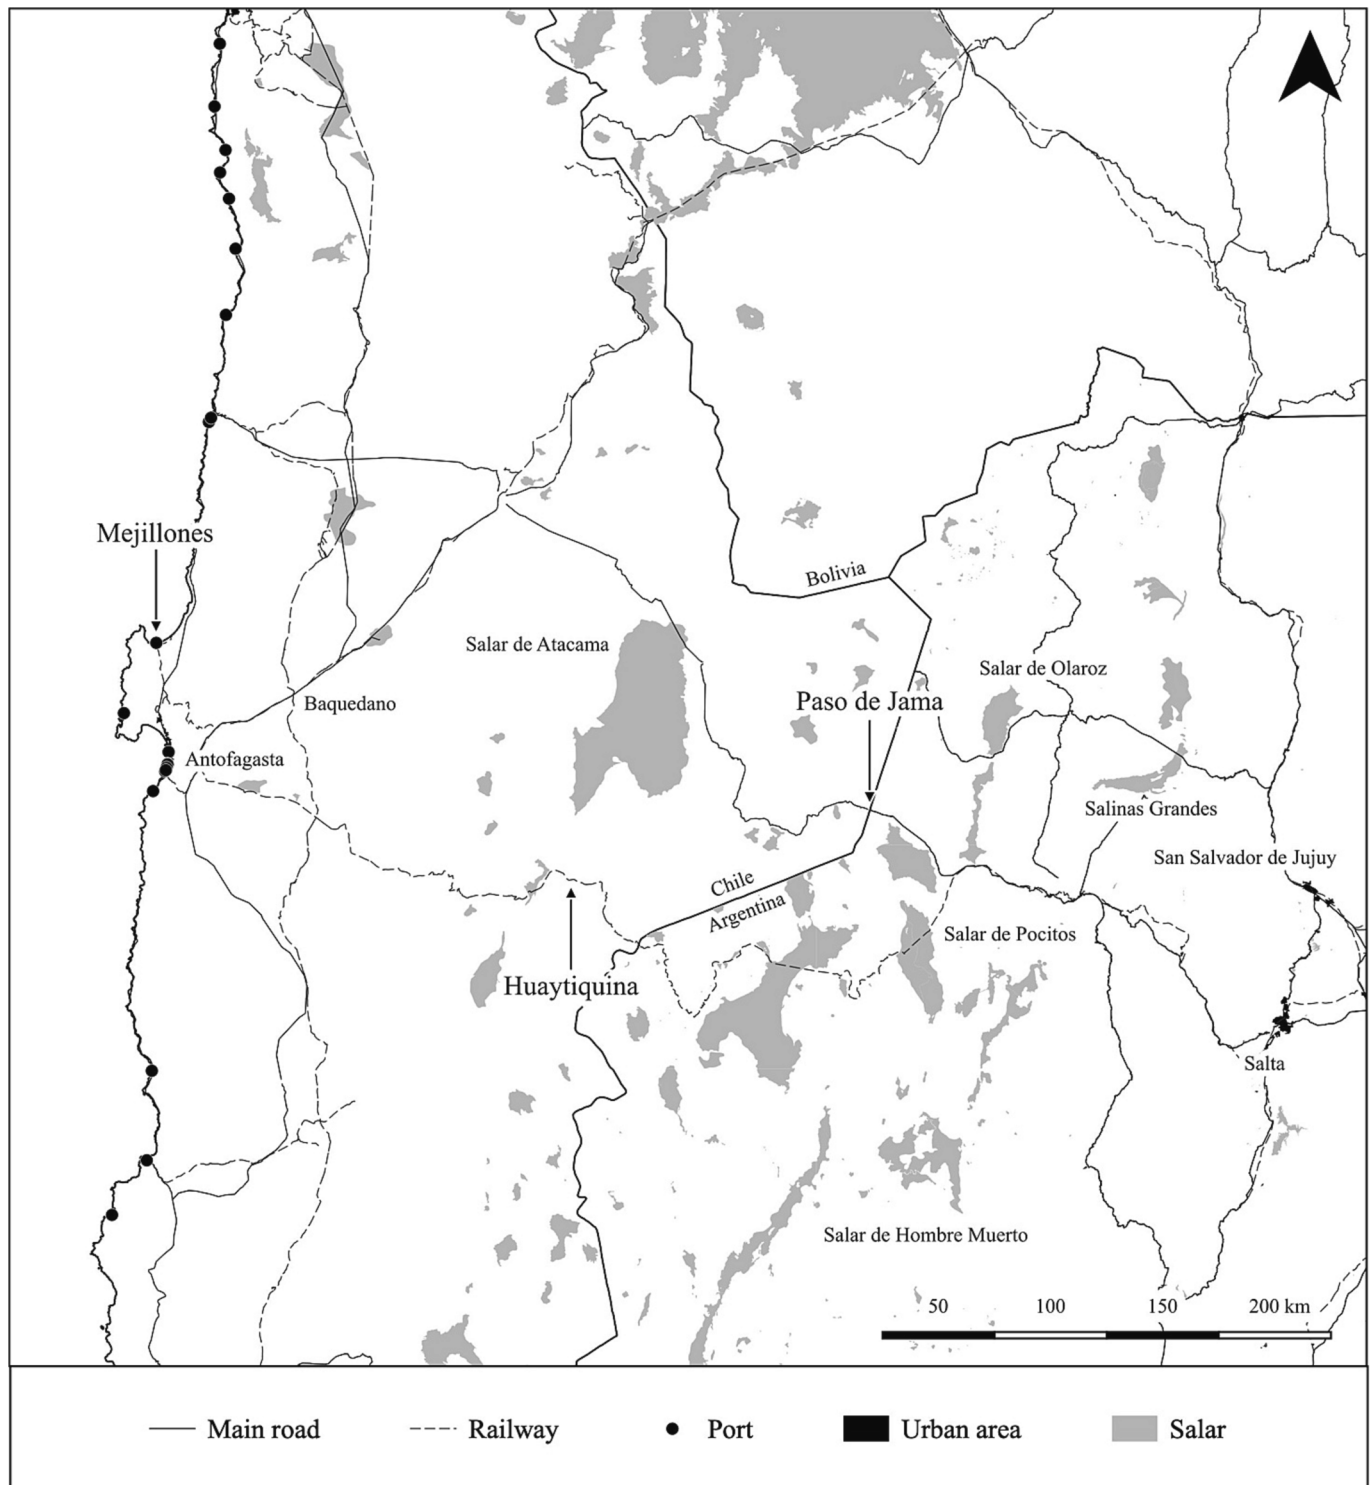 Mejillones
Bolivia
Salar de Atacama
Salar de Olaroz
Paso de Jama
Baquedano
Antofagasta
Salinas Grandes
San Salvador de Jujuy
Chile
Argentina
Salar de Pocitos
Huaytiquina
Salta
Salar de Hombre Muerto
50 100 150 200 km
Main road Railway Port Urban area Salar